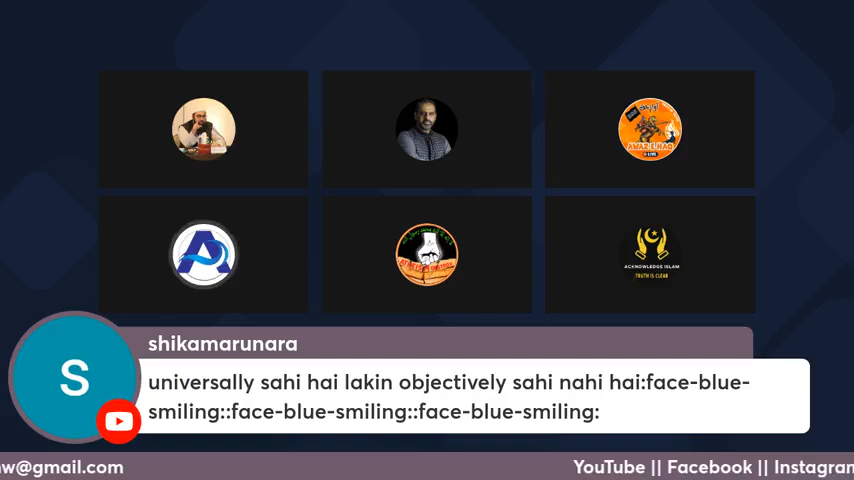 AWAZ E HAQ
LIVE
ACKNOWLEDGE ISLAM
TRUTH IS CLEAR
S
shikamarunara
universally sahi hai lakin objectively sahi nahi hai:face-blue-
smiling::face-blue-smiling::face-blue-smiling:
w@gmail.com
YouTube || Facebook || Instagram